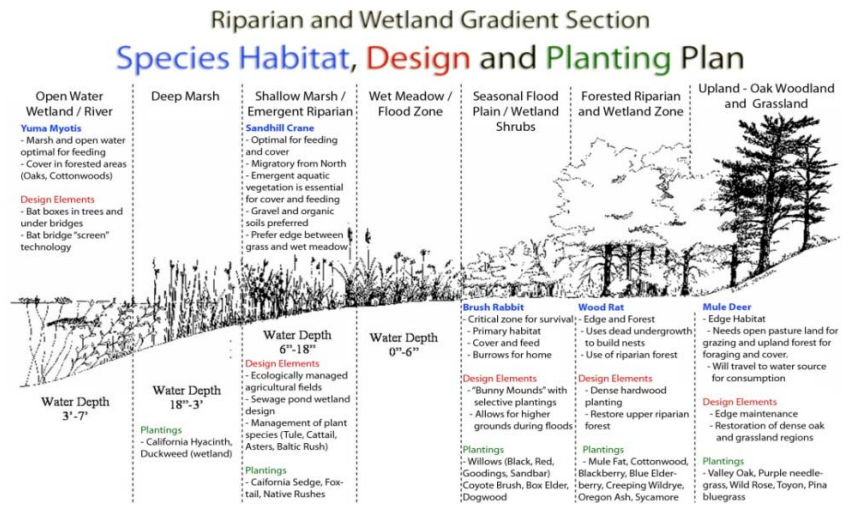 Riparian and Wetland Gradient Section
Species Habitat, Design and Planting Plan
Open Water
Wetland / River
Yuma Myotis
- Marsh and open water
optimal for feeding
- Cover in forested areas
(Oaks, Cottonwoods)
Design Elements
- Bat boxes in trees and
under bridges
- Bat bridge "screen"
technology
Water Depth
3'-7'
Deep Marsh
Water Depth
18"-3'
Plantings
- California Hyacinth,
Duckweed (wetland)
Shallow Marsh /
Emergent Riparian
Sandhill Crane
- Optimal for feeding
and cover
- Migratory from North
- Emergent aquatic
vegetation is essential
for cover and feeding
- Gravel and organic
soils preferred
- Prefer edge between
grass and wet meadow
Water Depth
6"-18"
Design Elements
- Ecologically managed
agricultural fields
- Sewage pond wetland
design
- Management of plant
species (Tule, Cattail,
Asters, Baltic Rush)
Plantings
- Caifornia Sedge, Fox-
tail, Native Rushes
Wet Meadow /
Flood Zone
Water Depth
0"-6"
Seasonal Flood
Plain / Wetland
Shrubs
Brush Rabbit
- Critical zone for survival
- Primary habitat
- Cover and feed
- Burrows for home
Design Elements
- "Bunny Mounds" with
selective plantings
- Allows for higher
grounds during floods
Plantings
- Willows (Black, Red,
Goodings, Sandbar)
Coyote Brush, Box Elder,
Dogwood
Forested Riparian
and Wetland Zone
Wood Rat
- Edge and Forest
- Uses dead undergrowth
to build nests
- Use of riparian forest
Design Elements
- Dense hardwood
planting
- Restore upper riparian
forest
Plantings
- Mule Fat, Cottonwood,
Blackberry, Blue Elder-
berry, Creeping Wildrye,
Oregon Ash, Sycamore
Upland - Oak Woodland
and Grassland
Mule Deer
- Edge Habitat
- Needs open pasture land for
grazing and upland forest for
foraging and cover.
- Will travel to water source
for consumption
Design Elements
- Edge maintenance
- Restoration of dense oak
and grassland regions
Plantings
- Valley Oak, Purple needle-
grass, Wild Rose, Toyon, Pina
bluegrass